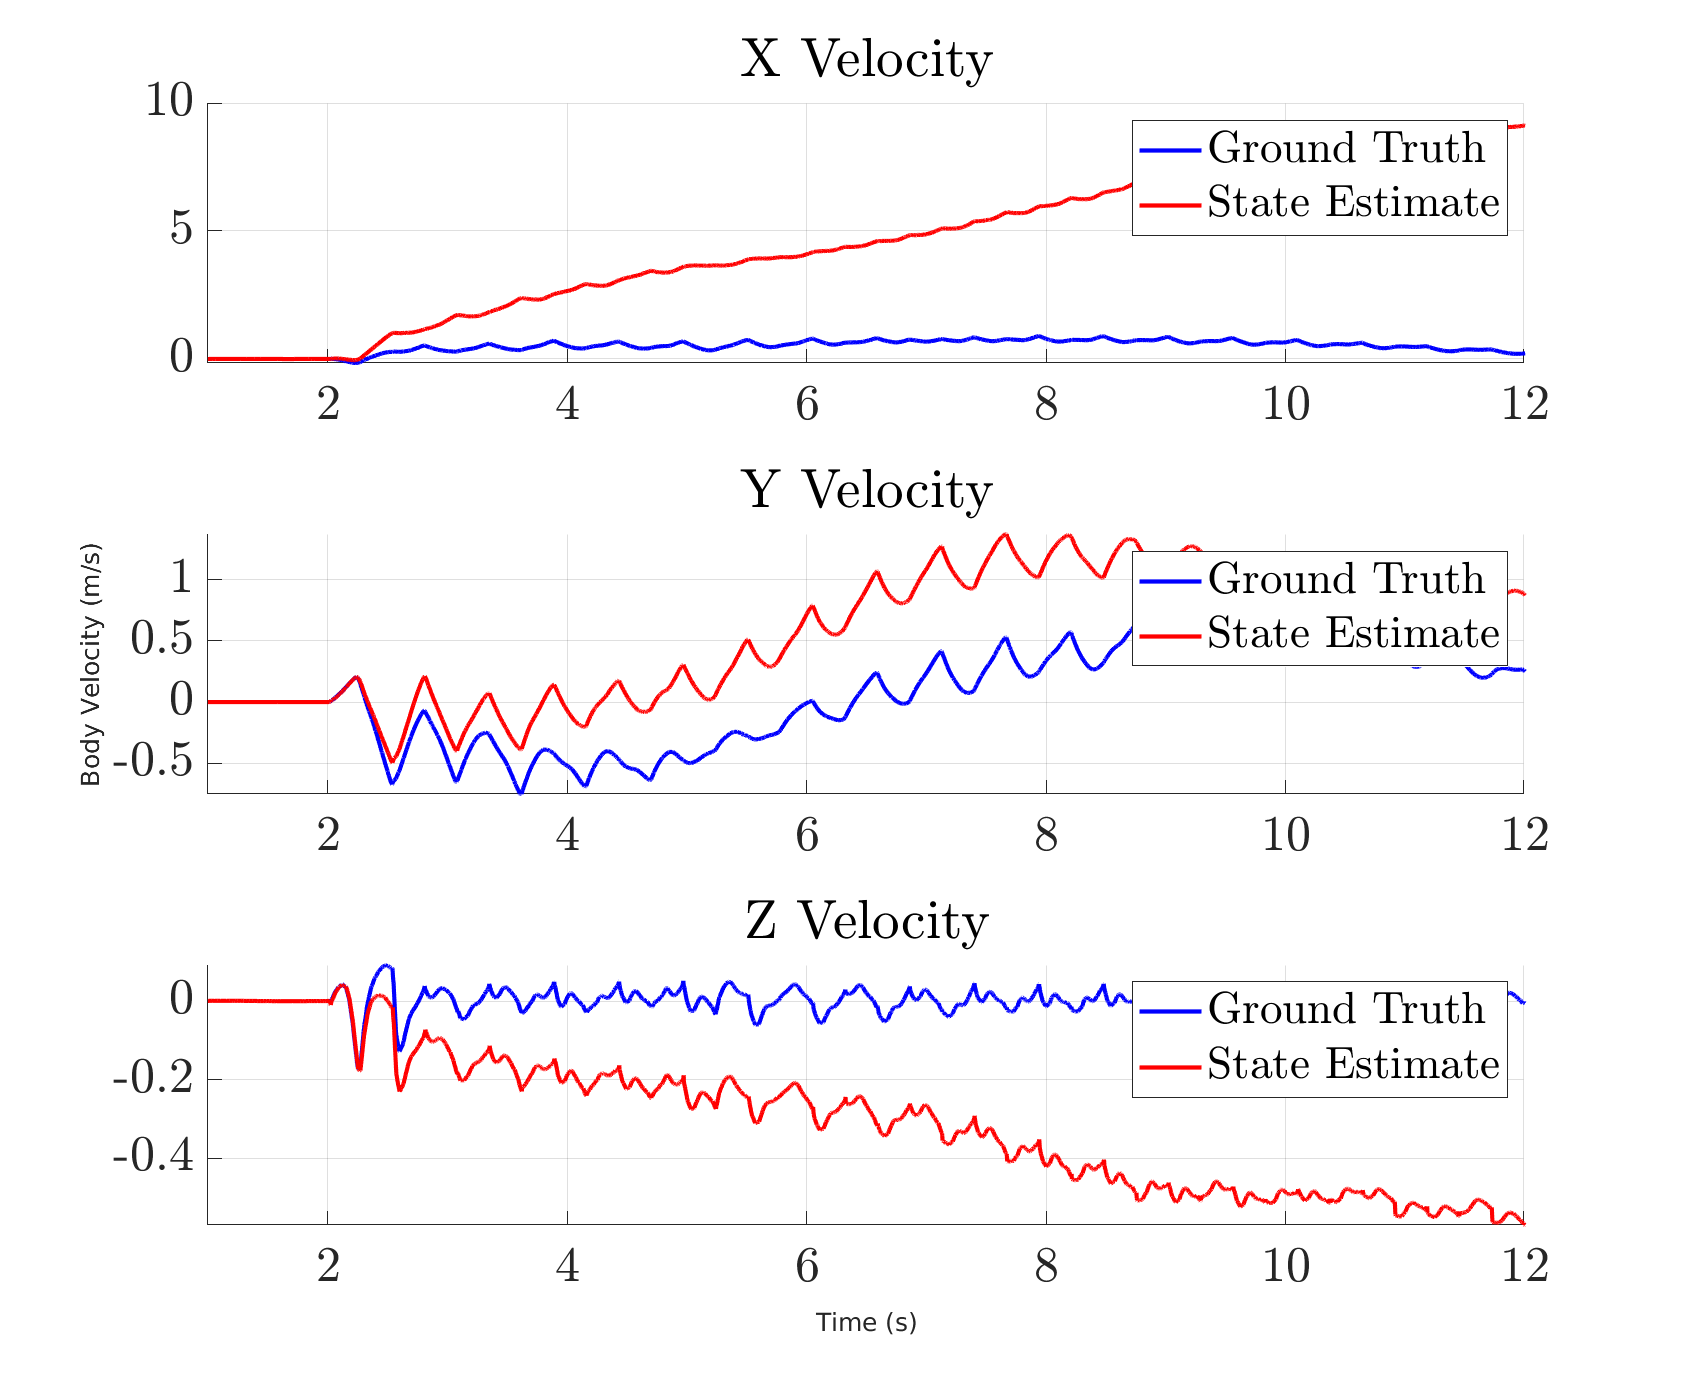 X Velocity
10
5
0
Ground Truth
State Estimate
2 4 6 8 10 12
Y Velocity
Body Velocity (m/s)
1
0.5
0
-0.5
Ground Truth
State Estimate
2 4 6 8 10 12
Z Velocity
0
-0.2
-0.4
Ground Truth
State Estimate
2 4 6 8 10 12
Time (s)